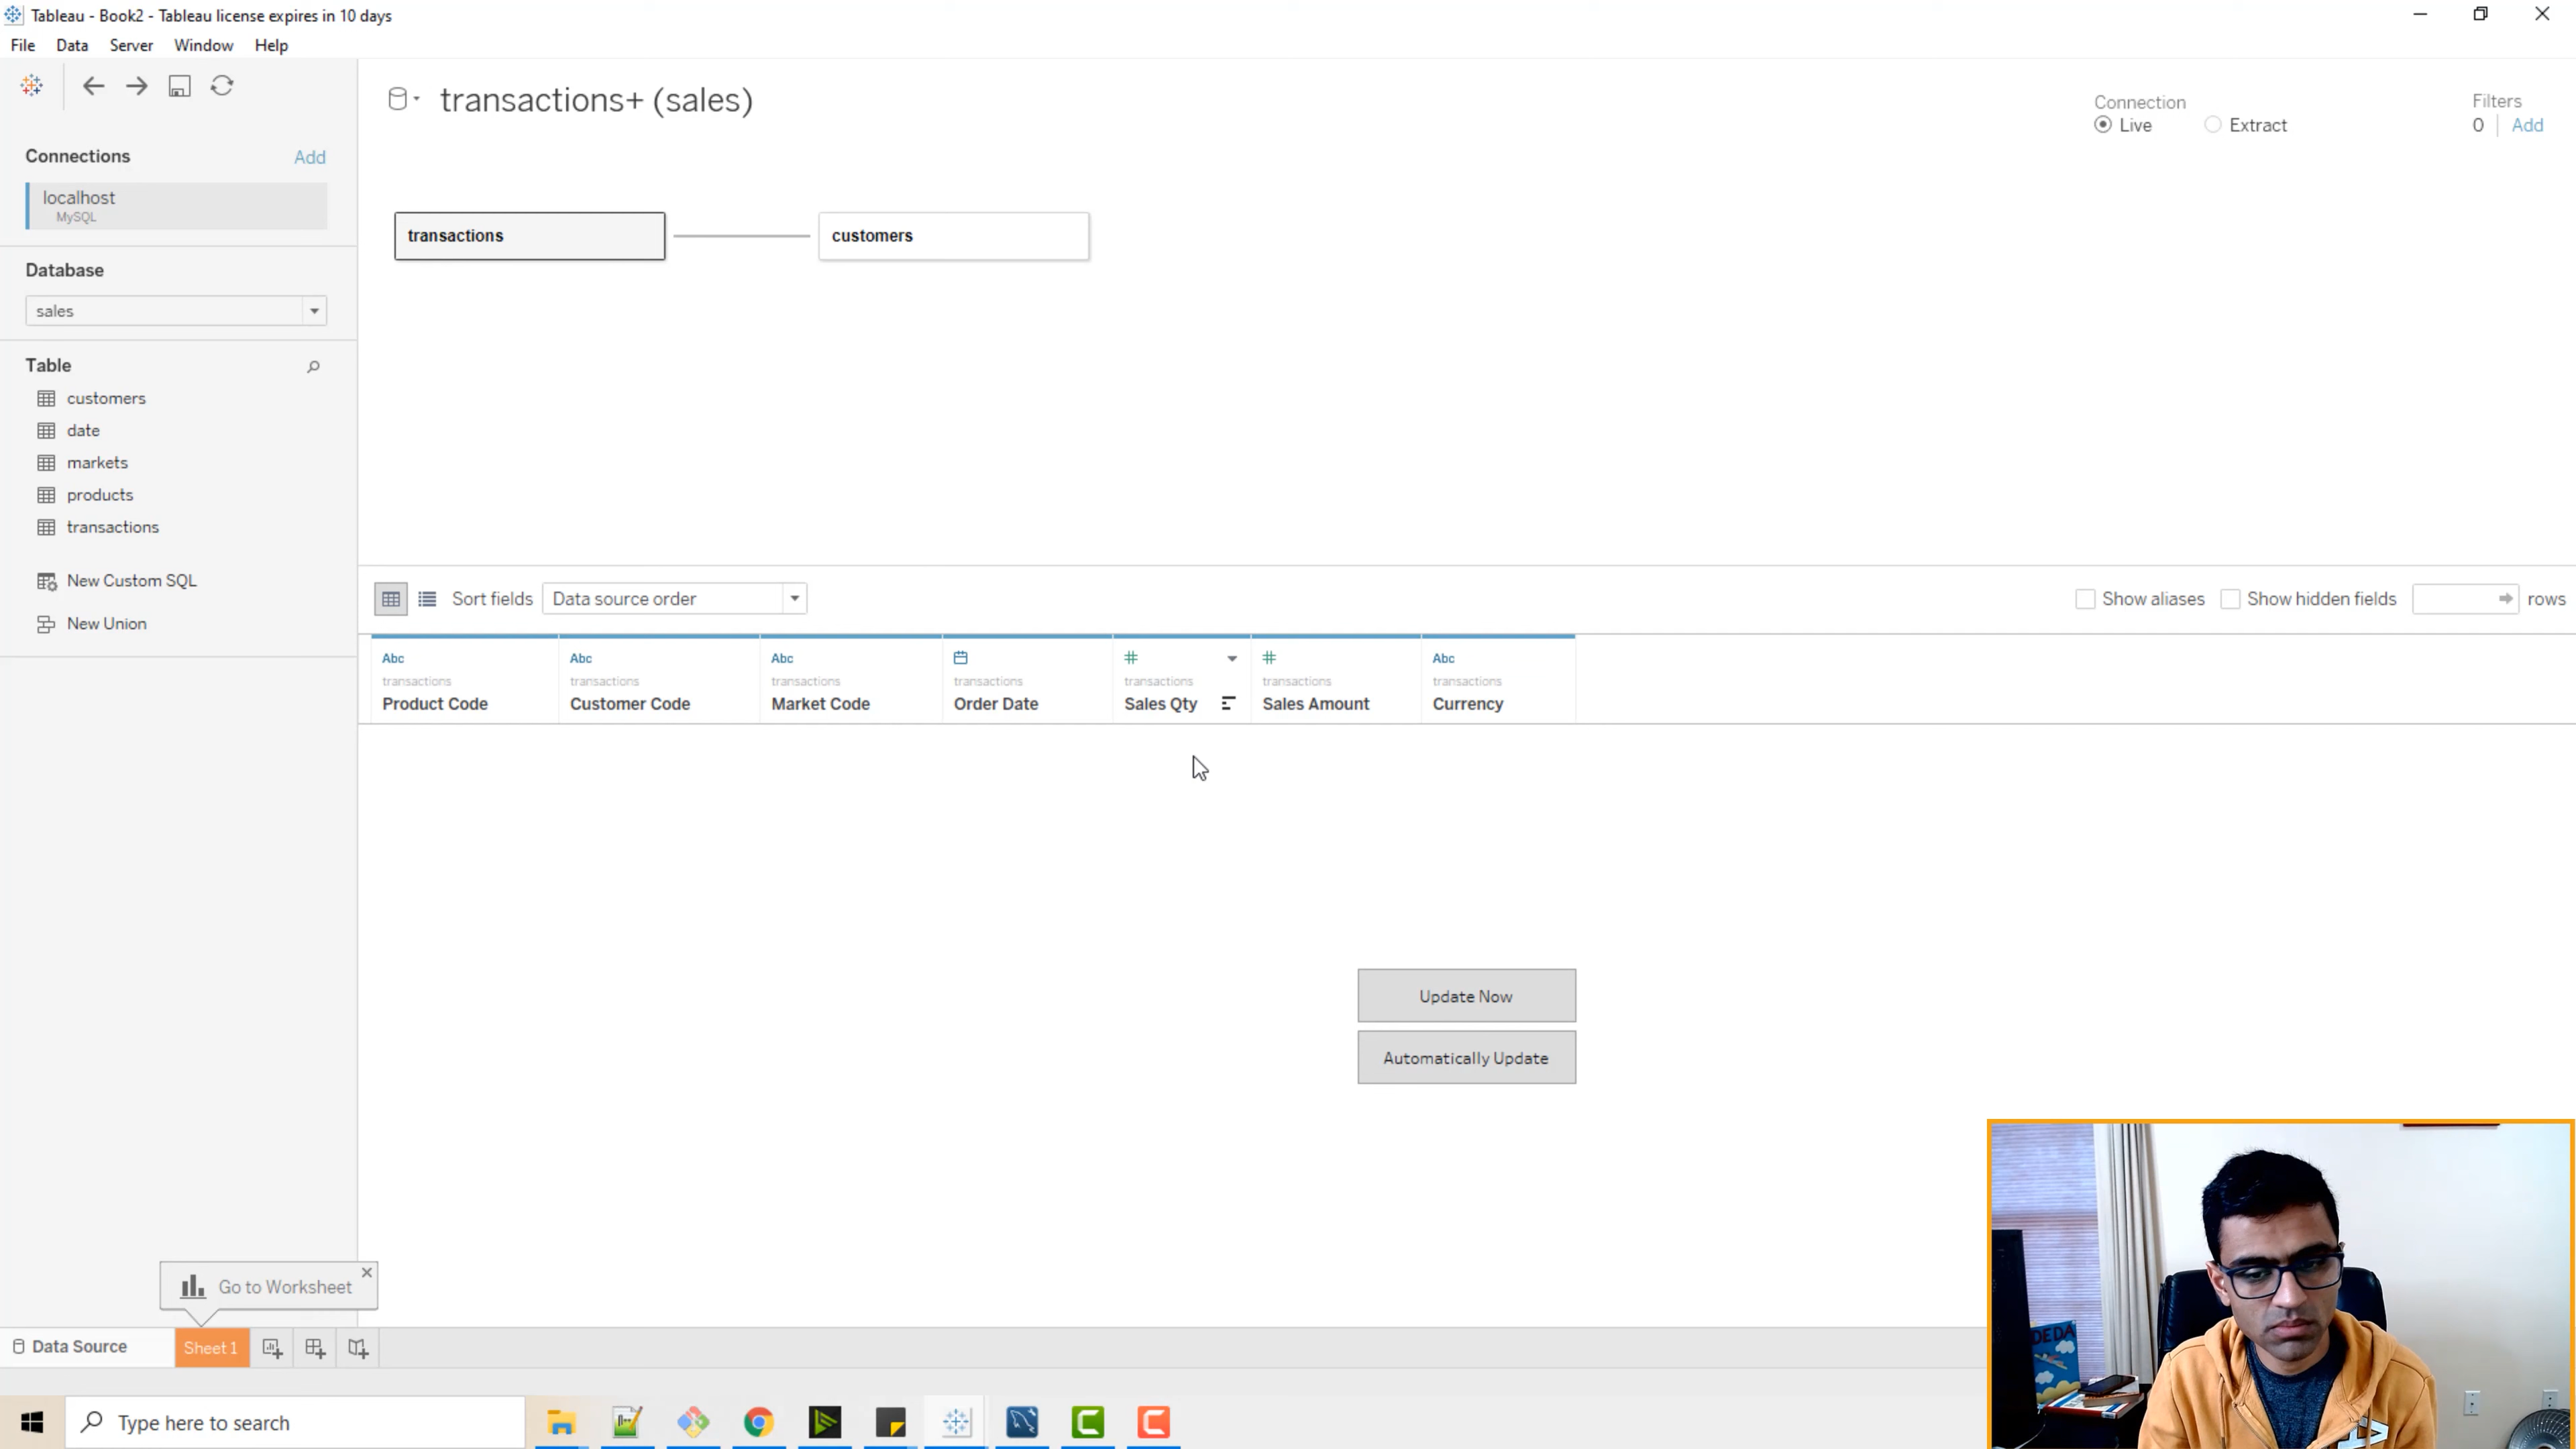 Tableau - Book2 - Tableau license expires in 10 days
File Data Server Window Help
transactions+ (sales)
Connection
Live Extract
Filters
0 Add
Connections Add
localhost
MySQL
transactions customers
Database
sales
Table
customers
date
markets
products
transactions
New Custom SQL
New Union
Sort fields Data source order Show aliases Show hidden fields rows
Abc Abc Abc # # Abc
transactions transactions transactions transactions transactions transactions transactions
Product Code Customer Code Market Code Order Date Sales Qty Sales Amount Currency
Update Now
Automatically Update
Go to Worksheet
Data Source Sheet 1
Type here to search